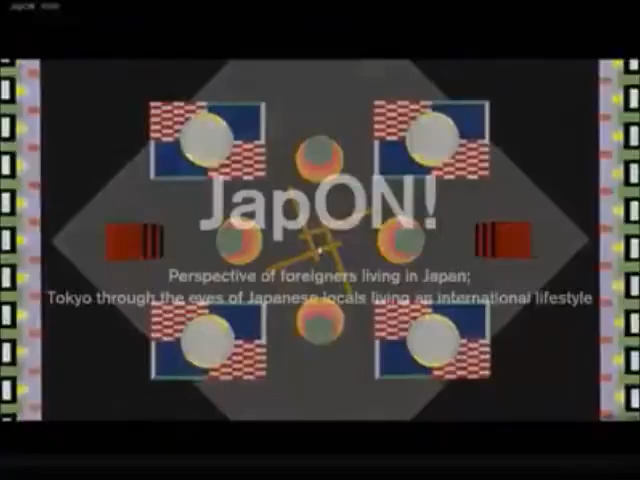 JapON!
Perspective of foreigners living in Japan;
Tokyo through the eyes of Japanese locals living an international lifestyle